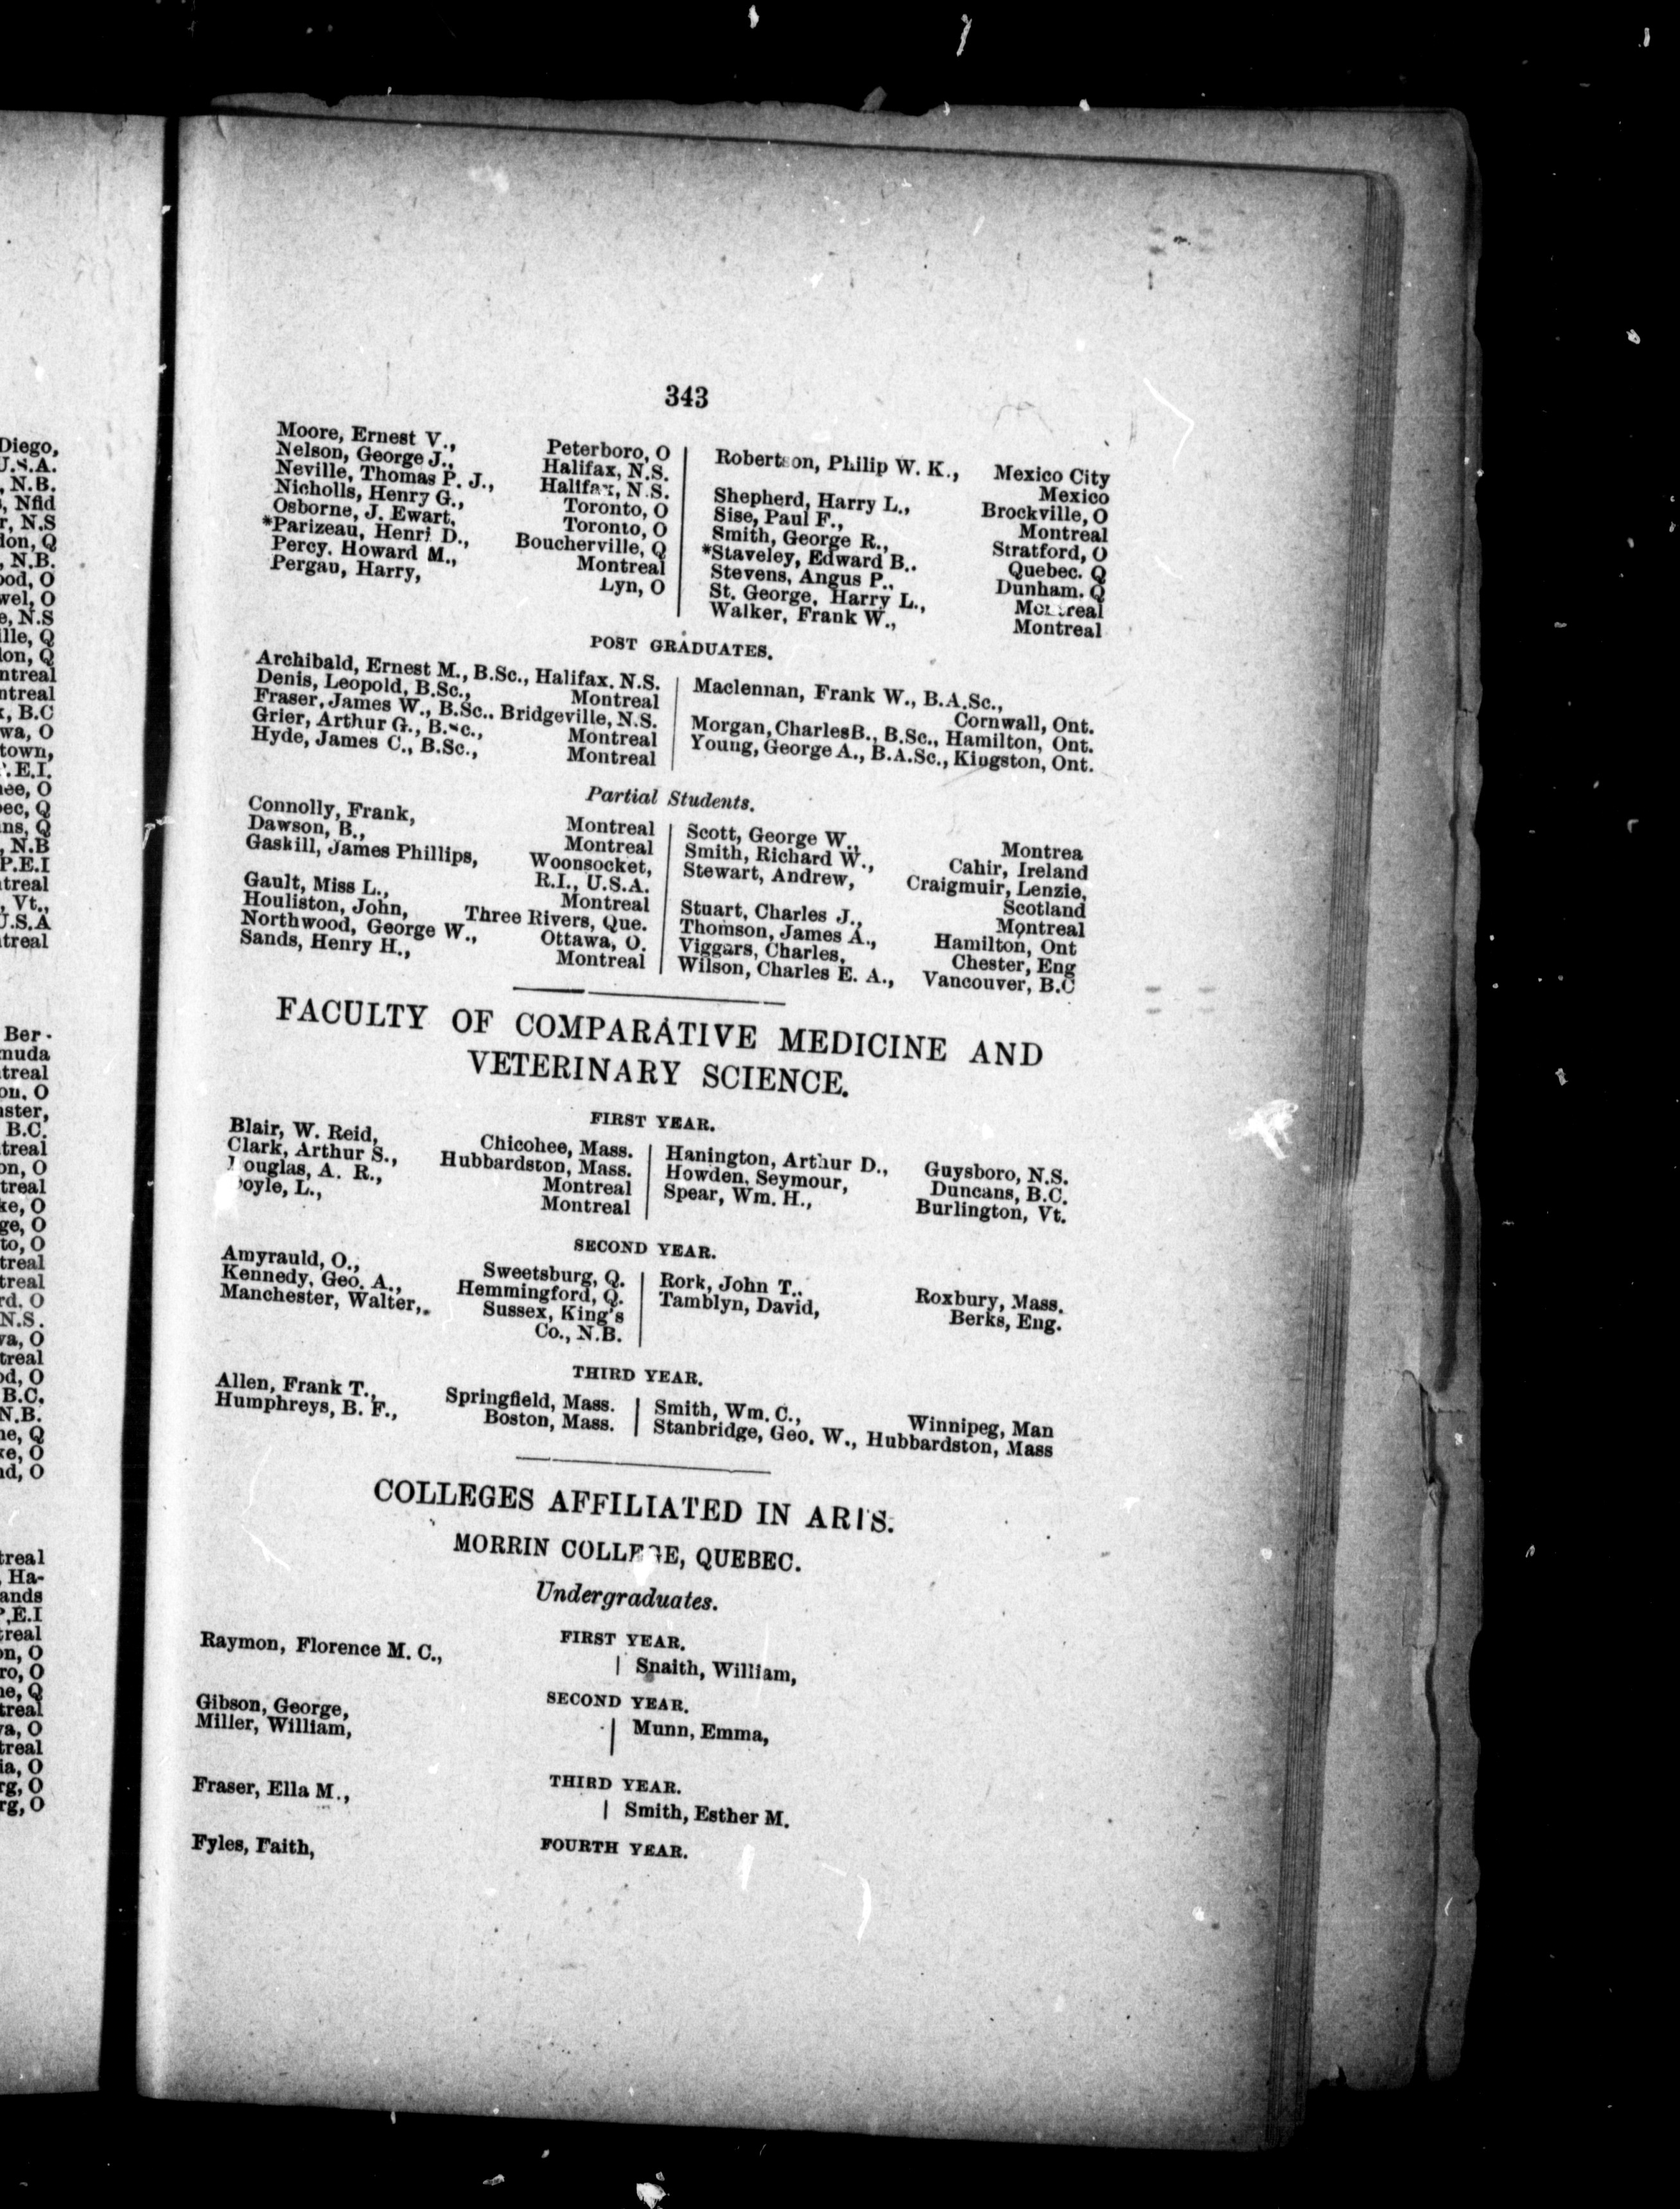 343
Moore, Ernest V., Peterboro, O
Nelson, George J., Halifax, N.S.
Neville, Thomas P. J., Halifax, N.S.
Nicholls, Henry G., Toronto, O
Osborne, J. Ewart, Toronto, O
*Parizeau, Henri D., Boucherville, Q
Percy. Howard M., Montreal
Pergau, Harry, Lyn, O
Robertson, Philip W. K., Mexico City
Mexico
Shepherd, Harry L., Brockville, O
Sise, Paul F., Montreal
Smith, George R., Stratford, O
*Staveley, Edward B.. Quebec. Q
Stevens, Angus P., Dunham. Q
St. George, Harry L., Montreal
Walker, Frank W., Montreal
POST GRADUATES.
Archibald, Ernest M., B.Sc., Halifax. N.S.
Denis, Leopold, B.Sc., Montreal
Fraser, James W., B.Sc.. Bridgeville, N.S.
Grier, Arthur G., B.Sc., Montreal
Hyde, James C., B.Sc., Montreal
Maclennan, Frank W., B.A.Sc.,
Cornwall, Ont.
Morgan, Charles B., B.Sc., Hamilton, Ont.
Young, George A., B.A.Sc., Kingston, Ont.
Partial Students.
Connolly, Frank, Montreal
Dawson, B., Montreal
Gaskill, James Phillips, Woonsocket,
R.I., U.S.A.
Gault, Miss L., Montreal
Houliston, John, Three Rivers, Que.
Northwood, George W., Ottawa, O.
Sands, Henry H., Montreal
Scott, George W., Montrea
Smith, Richard W., Cahir, Ireland
Stewart, Andrew, Craigmuir, Lenzie,
Scotland
Stuart, Charles J., Montreal
Thomson, James A., Hamilton, Ont
Viggars, Charles, Chester, Eng
Wilson, Charles E. A., Vancouver, B.C
FACULTY OF COMPARATIVE MEDICINE AND
VETERINARY SCIENCE.
FIRST YEAR.
Blair, W. Reid, Chicohee, Mass.
Clark, Arthur S., Hubbardston, Mass.
Douglas, A. R., Montreal
Doyle, L., Montreal
Hanington, Arthur D., Guysboro, N.S.
Howden, Seymour, Duncans, B.C.
Spear, Wm. H., Burlington, Vt.
SECOND YEAR.
Amyrauld, O., Sweetsburg, Q.
Kennedy, Geo. A., Hemmingford, Q.
Manchester, Walter,. Sussex, King's
Co., N.B.
Rork, John T., Roxbury, Mass.
Tamblyn, David, Berks, Eng.
THIRD YEAR.
Allen, Frank T., Springfield, Mass.
Humphreys, B. F., Boston, Mass.
Smith, Wm. C., Winnipeg, Man
Stanbridge, Geo. W., Hubbardston, Mass
COLLEGES AFFILIATED IN ARTS.
MORRIN COLLEGE, QUEBEC.
Undergraduates.
FIRST YEAR.
Raymon, Florence M. C.,
Snaith, William,
SECOND YEAR.
Gibson, George,
Miller, William,
Munn, Emma,
THIRD YEAR.
Fraser, Ella M.,
Smith, Esther M.
FOURTH YEAR.
Fyles, Faith,